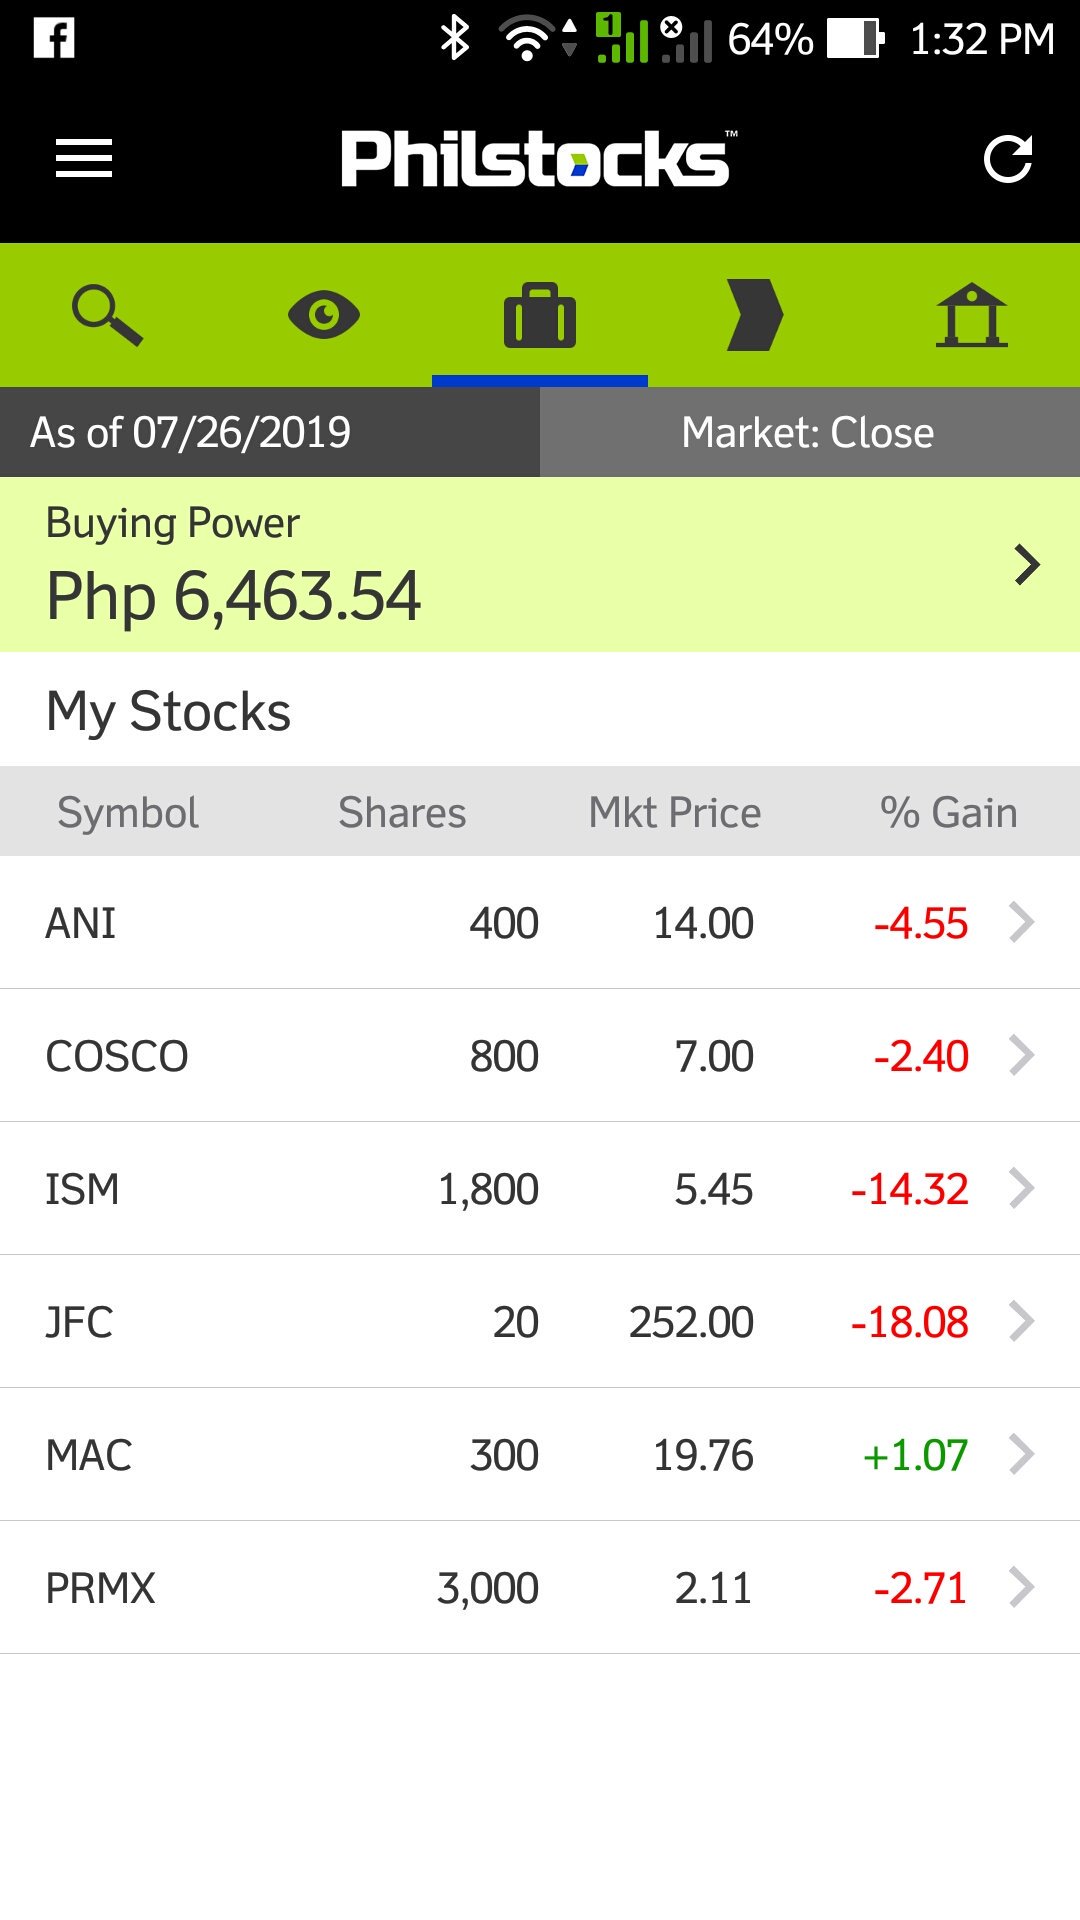 64% 1:32 PM
Philstocks™
As of 07/26/2019 Market: Close
Buying Power
Php 6,463.54
My Stocks
Symbol Shares Mkt Price % Gain
ANI 400 14.00 -4.55
COSCO 800 7.00 -2.40
ISM 1,800 5.45 -14.32
JFC 20 252.00 -18.08
MAC 300 19.76 +1.07
PRMX 3,000 2.11 -2.71